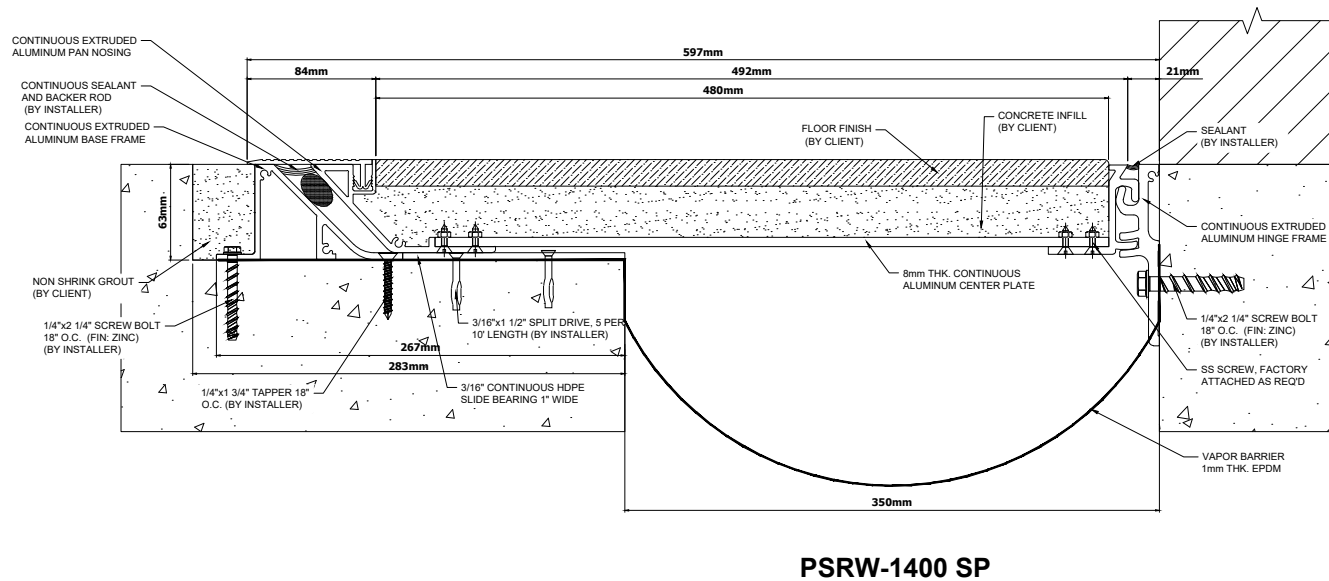 CONTINUOUS EXTRUDED
ALUMINUM PAN NOSING
CONTINUOUS SEALANT
AND BACKER ROD
(BY INSTALLER)
CONTINUOUS EXTRUDED
ALUMINUM BASE FRAME
597mm
84mm
492mm
21mm
480mm
FLOOR FINISH
(BY CLIENT)
CONCRETE INFILL
(BY CLIENT)
SEALANT
(BY INSTALLER)
63mm
CONTINUOUS EXTRUDED
ALUMINUM HINGE FRAME
NON SHRINK GROUT
(BY CLIENT)
8mm THK. CONTINUOUS
ALUMINUM CENTER PLATE
1/4"x2 1/4" SCREW BOLT
18" O.C. (FIN: ZINC)
(BY INSTALLER)
3/16"x1 1/2" SPLIT DRIVE, 5 PER
10' LENGTH (BY INSTALLER)
1/4"x2 1/4" SCREW BOLT
18" O.C. (FIN: ZINC)
(BY INSTALLER)
267mm
283mm
1/4"x1 3/4" TAPPER 18"
O.C. (BY INSTALLER)
3/16" CONTINUOUS HDPE
SLIDE BEARING 1" WIDE
SS SCREW, FACTORY
ATTACHED AS REQ'D
VAPOR BARRIER
1mm THK. EPDM
350mm
PSRW-1400 SP